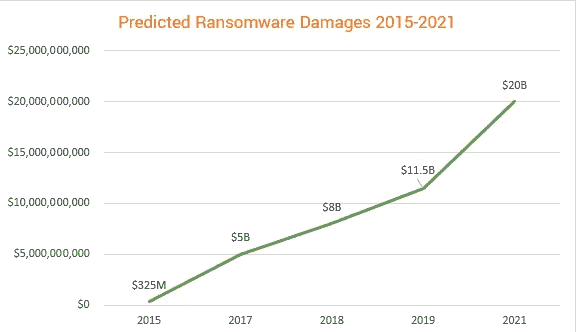 Predicted Ransomware Damages 2015-2021
$25,000,000,000
$20,000,000,000
$15,000,000,000
$10,000,000,000
$5,000,000,000
$0
$325M
$5B
$8B
$11.5B
$20B
2015 2017 2018 2019 2021